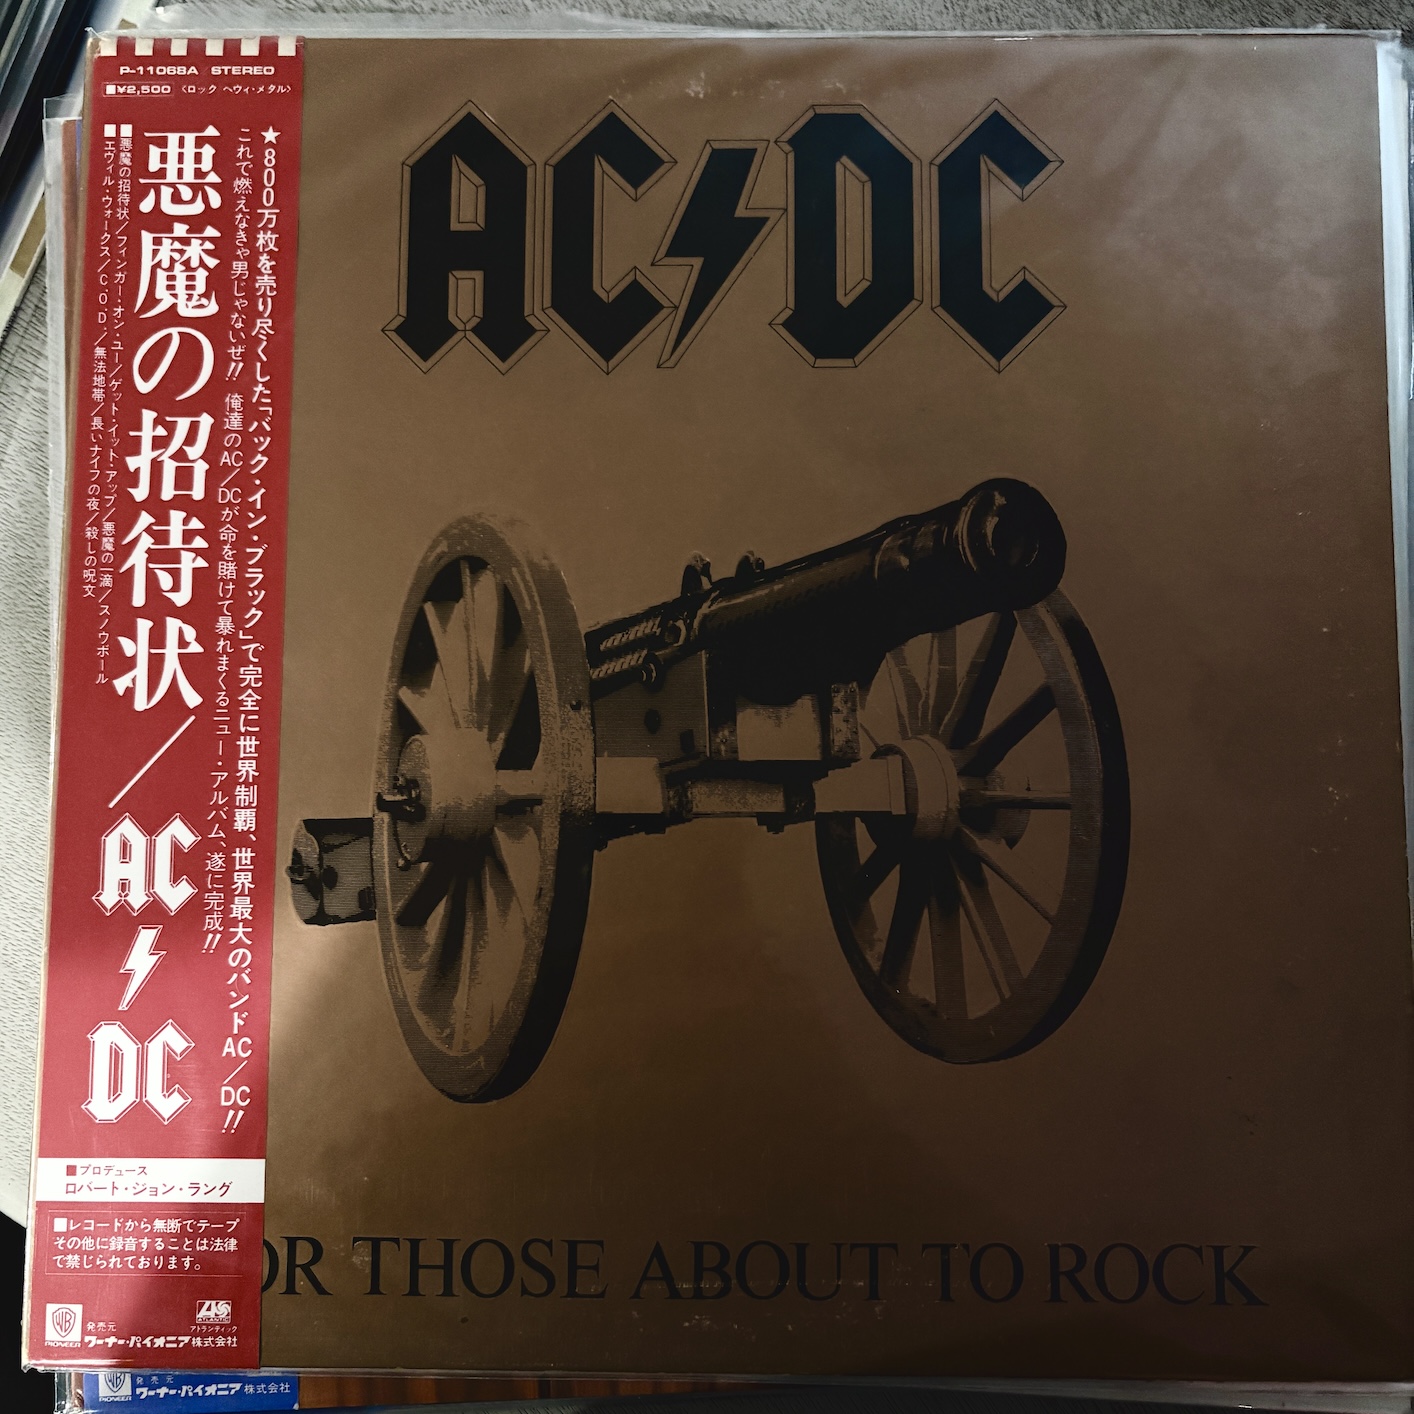 P-11068A STEREO
■¥2,500 〈ロック ヘヴィ・メタル〉
★800万枚を売り尽くした「バック・イン・ブラック」で完全に世界制覇、世界最大のバンドAC/DC!!
これで燃えなきゃ男じゃないぜ!! 俺達のAC/DCが命を賭けて暴れまくるニュー・アルバム、遂に完成!!
悪魔の招待状/AC⚡DC
■悪魔の招待状/フィンガー・オン・ユー/ゲット・イット・アップ/悪魔の一滴/スノウボール
■エヴィル・ウォークス/C.O.D./無法地帯/長いナイフの夜/殺しの呪文
■プロデュース
ロバート・ジョン・ラング
■レコードから無断でテープ
その他に録音することは法律
で禁じられております。
WB
PIONEER
発売元
ワーナー・パイオニア株式会社
ATLANTIC
アトランティック
AC⚡DC
OR THOSE ABOUT TO ROCK
WB
PIONEER
発売元
ワーナー・パイオニア株式会社